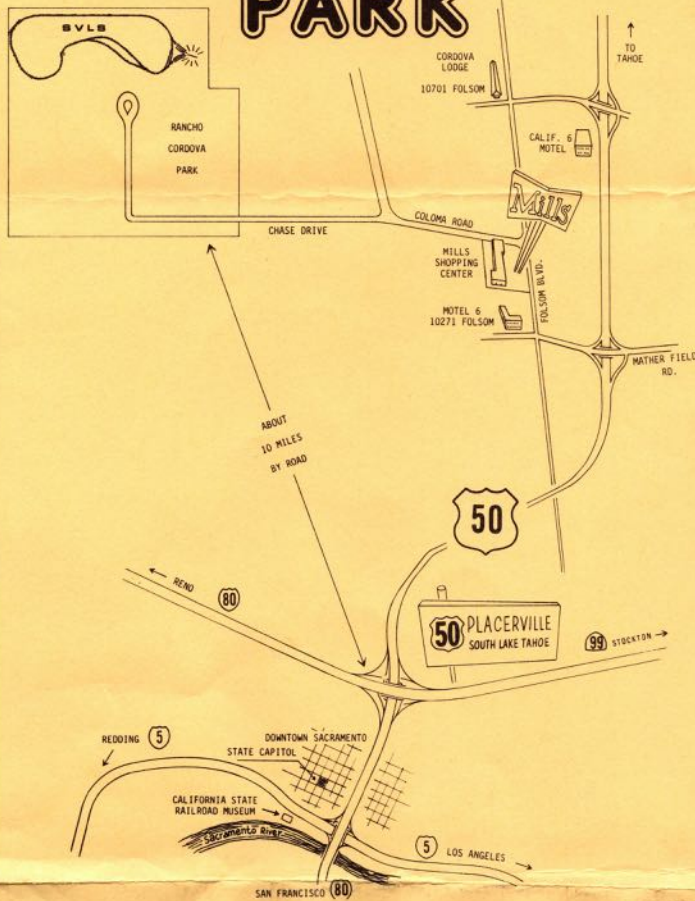 PARK
SVLS
RANCHO
CORDOVA
PARK
CORDOVA
LODGE
10701 FOLSOM
TO
TAHOE
CALIF. 6
MOTEL
Mills
COLOMA ROAD
CHASE DRIVE
MILLS
SHOPPING
CENTER
FOLSOM BLVD.
MOTEL 6
10271 FOLSOM
MATHER FIELD
RD.
ABOUT
10 MILES
BY ROAD
50
RENO
80
50 PLACERVILLE
SOUTH LAKE TAHOE
99 STOCKTON
REDDING 5
DOWNTOWN SACRAMENTO
STATE CAPITOL
CALIFORNIA STATE
RAILROAD MUSEUM
Sacramento River
5 LOS ANGELES
SAN FRANCISCO 80